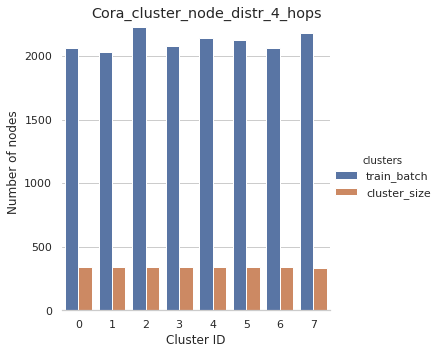 Cora_cluster_node_distr_4_hops
Number of nodes
2000
1500
1000
500
0
0 1 2 3 4 5 6 7
Cluster ID
clusters
train_batch
cluster_size